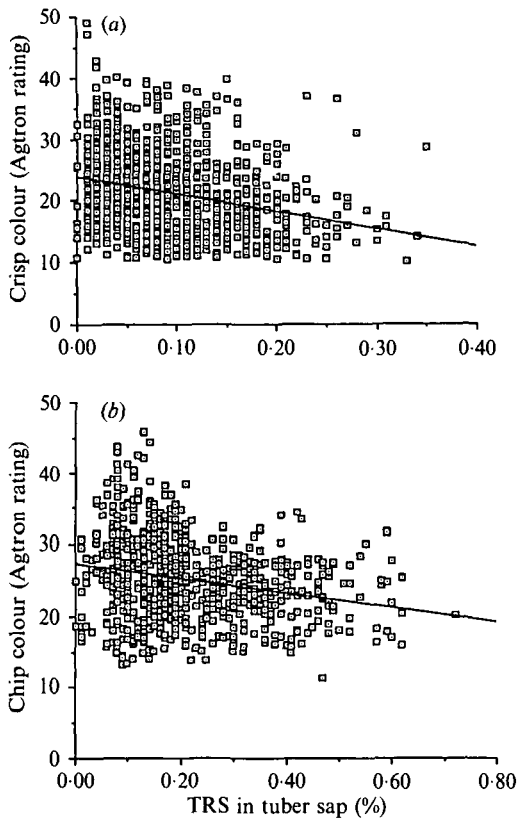 (a)
Crisp colour (Agtron rating)
50
40
30
20
10
0
0·00 0·10 0·20 0·30 0·40
(b)
Chip colour (Agtron rating)
50
40
30
20
10
0
0·00 0·20 0·40 0·60 0·80
TRS in tuber sap (%)